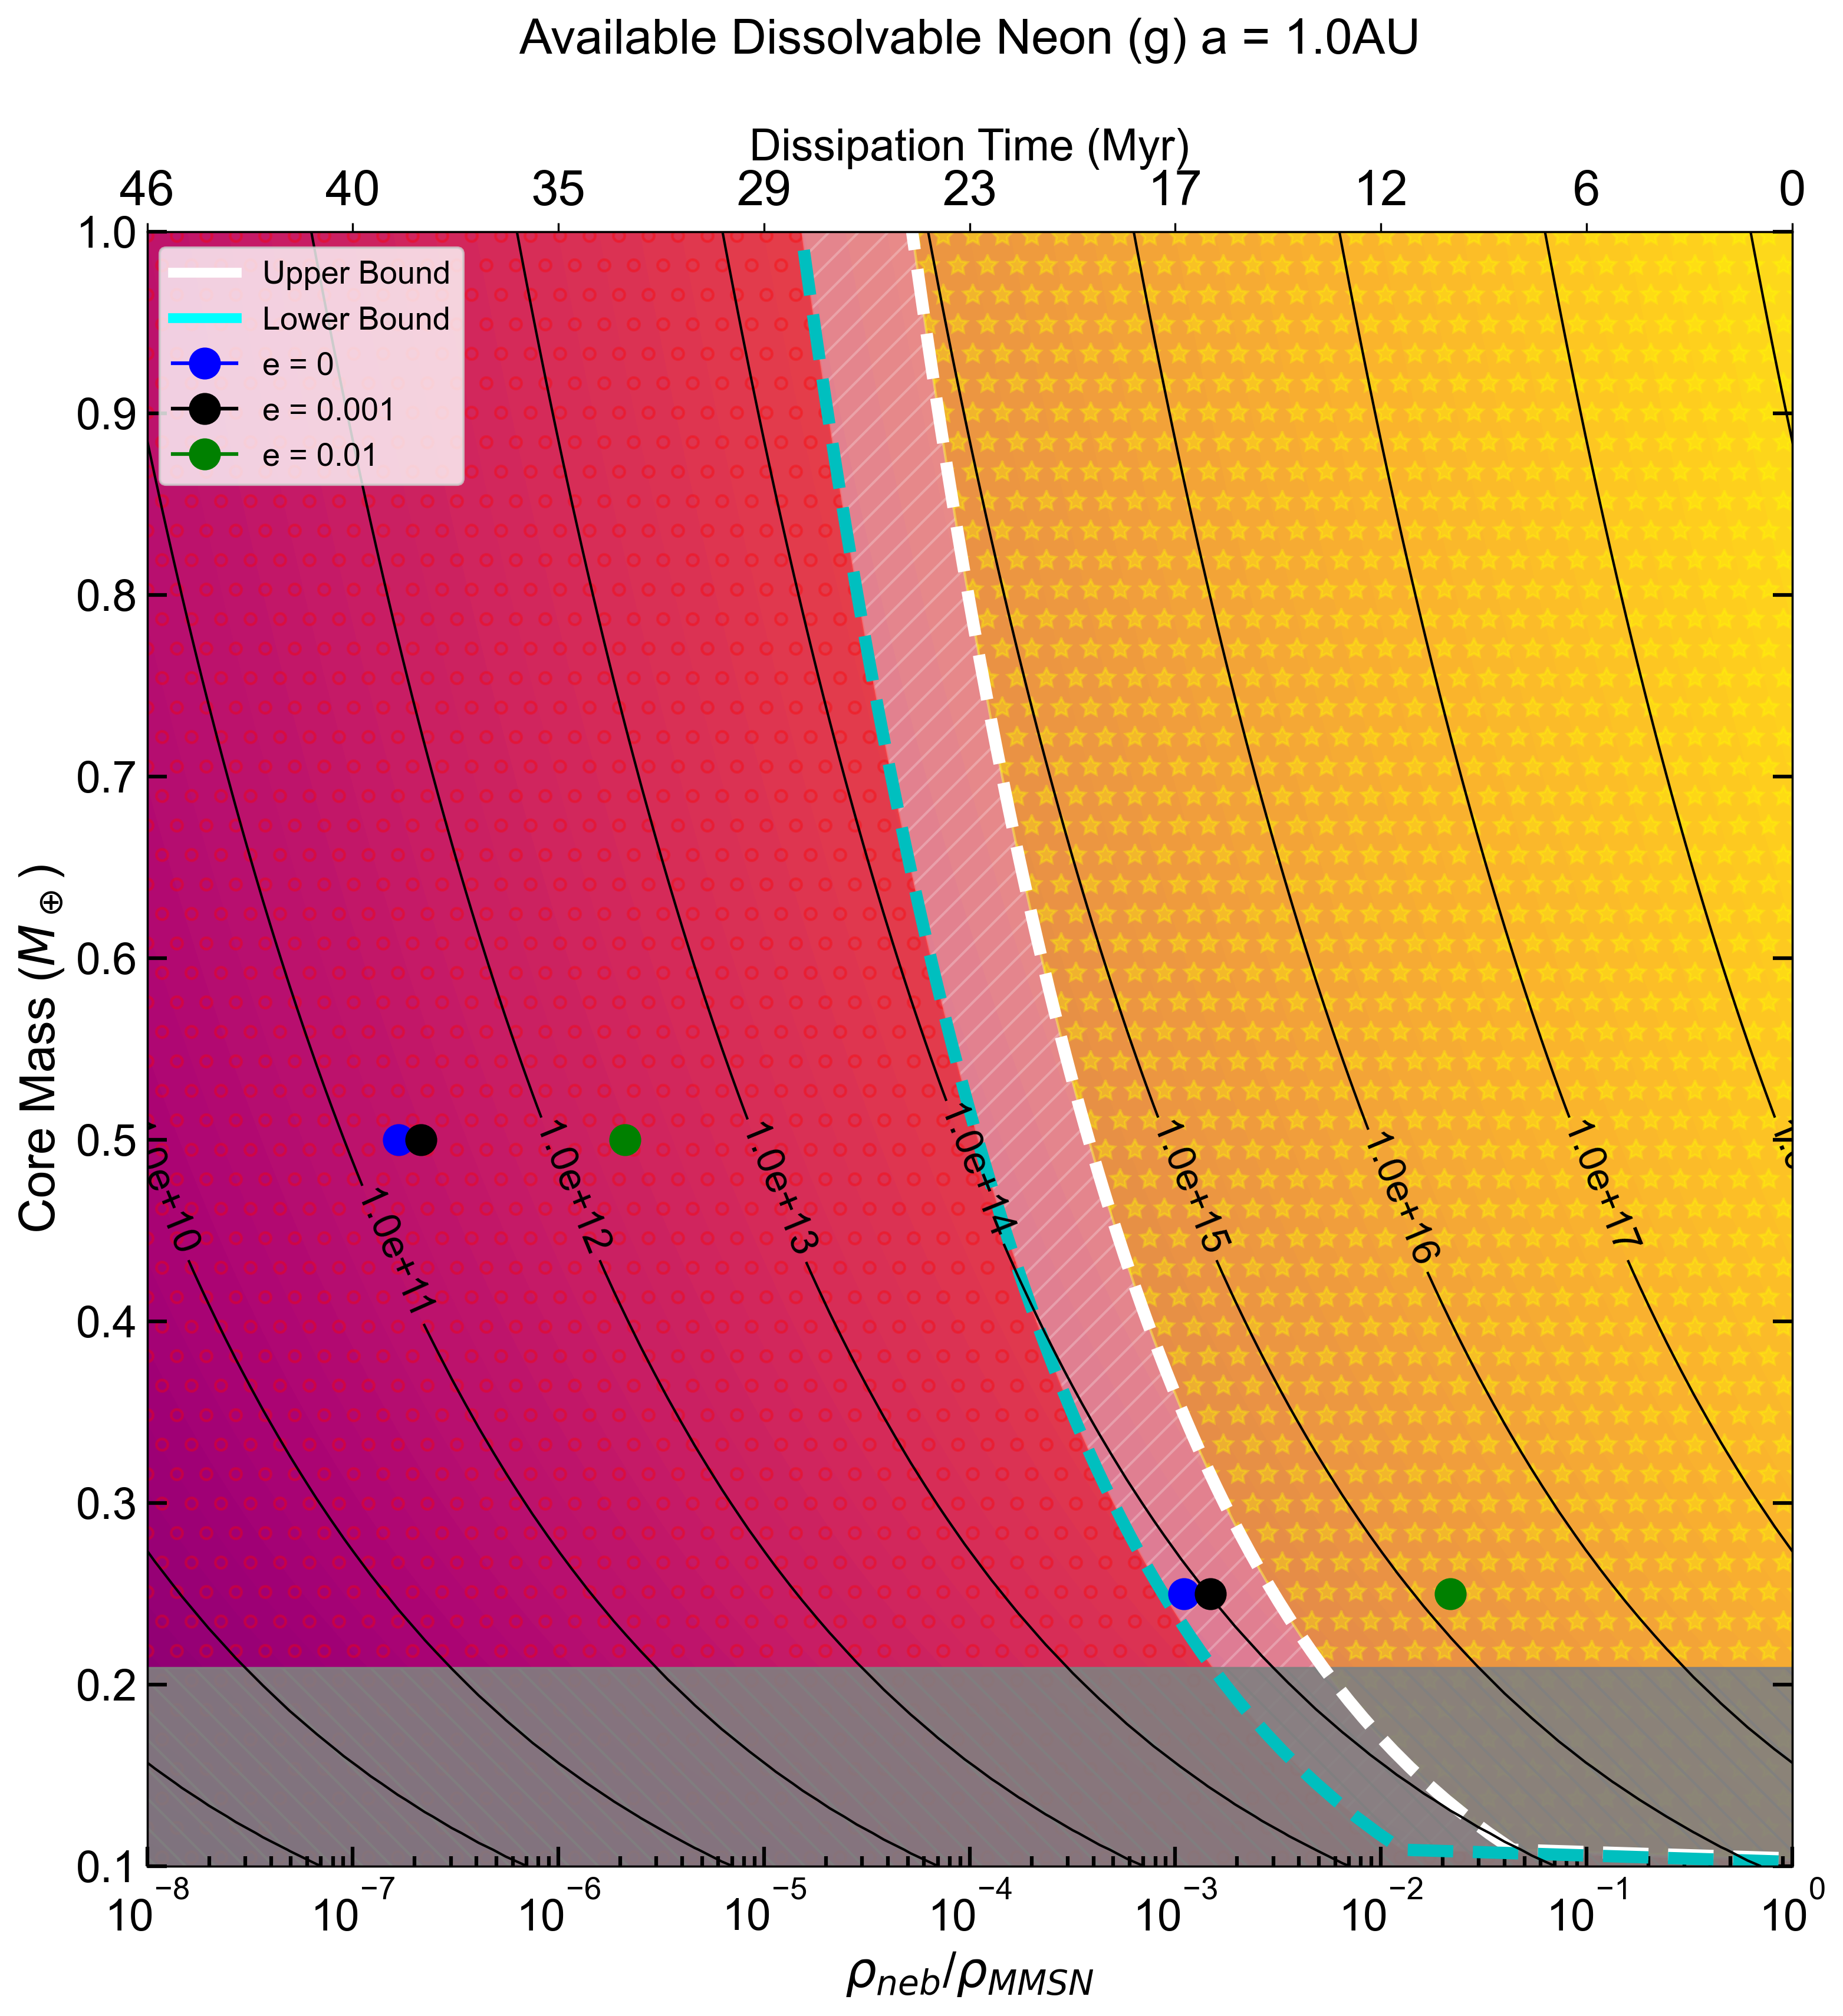 Available Dissolvable Neon (g) a = 1.0AU
Dissipation Time (Myr)
46 40 35 29 23 17 12 6 0
Upper Bound
Lower Bound
e = 0
e = 0.001
e = 0.01
1.0
0.9
0.8
0.7
0.6
0.5
0.4
0.3
0.2
0.1
Core Mass (M⊕)
1.0e+11
1.0e+12
1.0e+13
1.0e+14
1.0e+15
1.0e+16
1.0e+17
10⁻⁸ 10⁻⁷ 10⁻⁶ 10⁻⁵ 10⁻⁴ 10⁻³ 10⁻² 10⁻¹ 10⁰
ρneb/ρMMSN